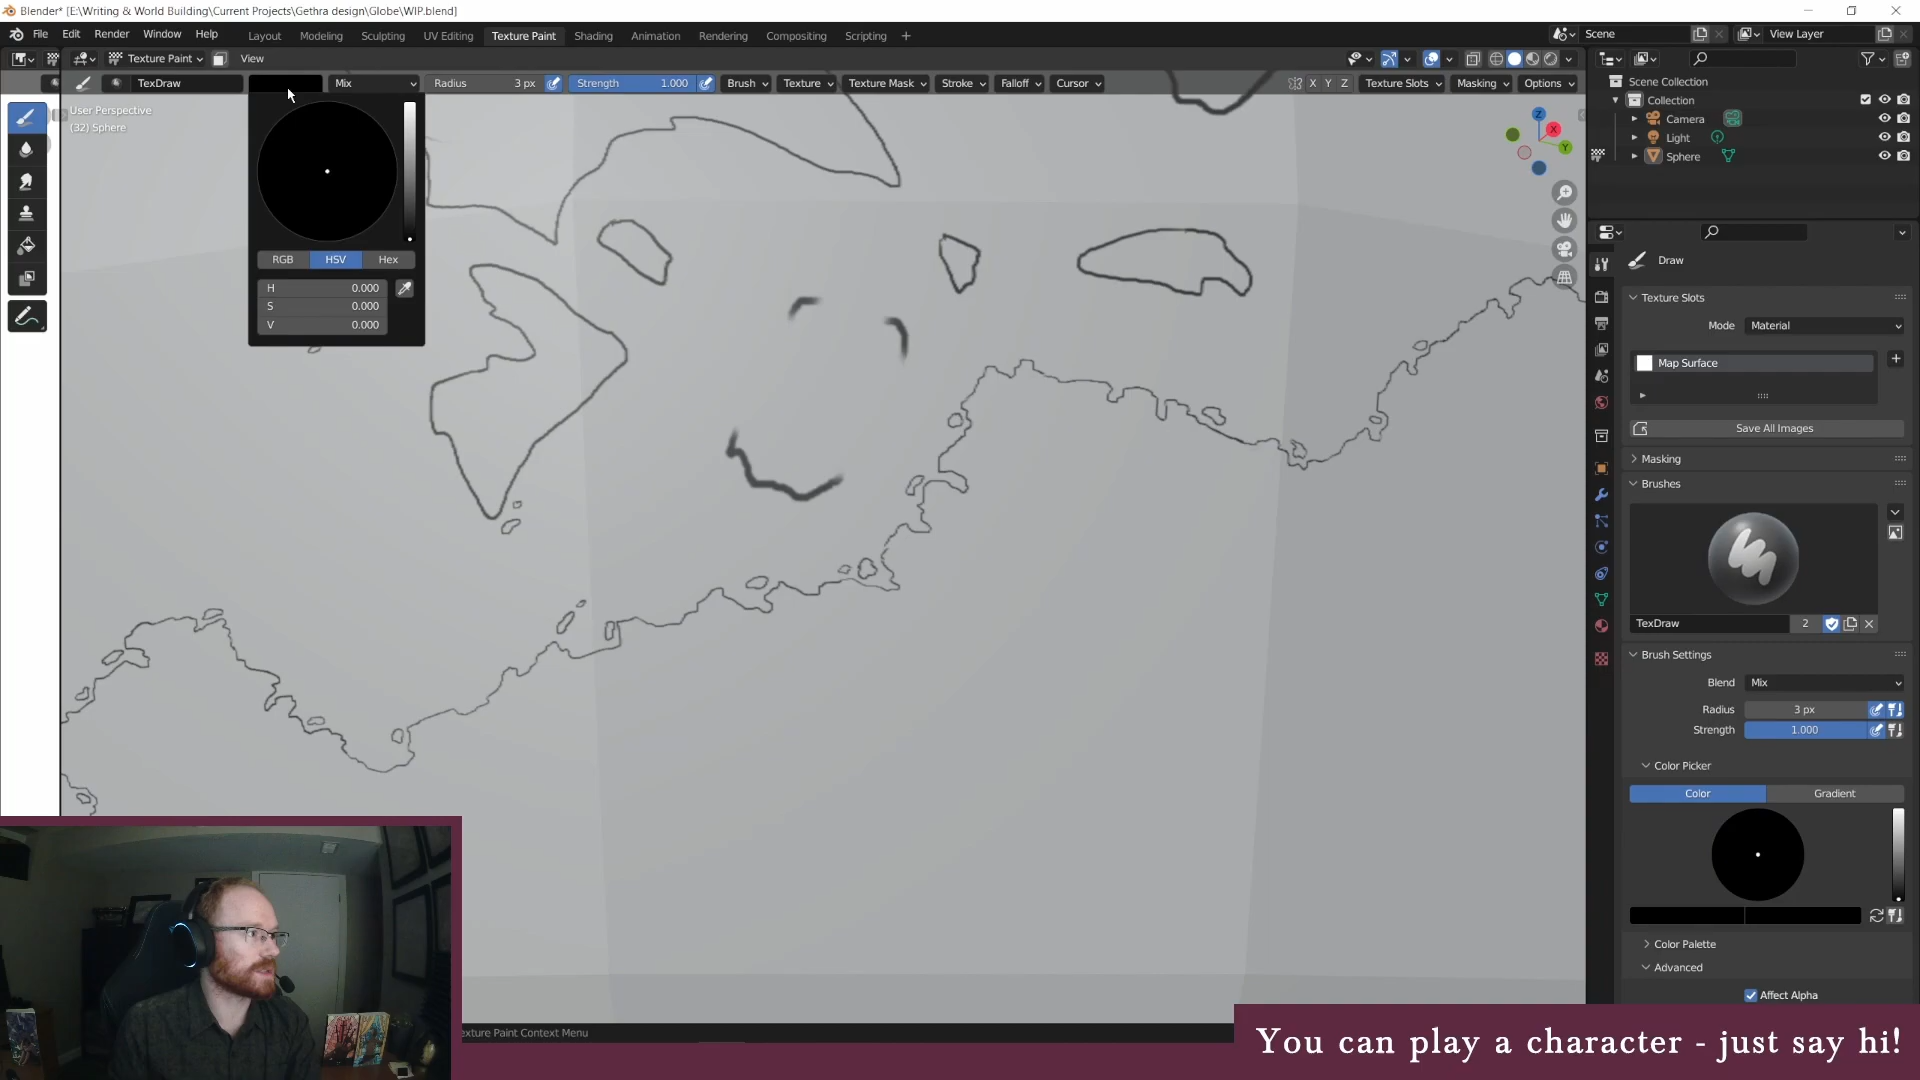 Blender* [E:\Writing & World Building\Current Projects\Gethra design\Globe\WIP.blend]
File Edit Render Window Help
Layout Modeling Sculpting UV Editing Texture Paint Shading Animation Rendering Compositing Scripting +
Scene
View Layer
Texture Paint View
TexDraw Mix Radius 3 px Strength 1.000 Brush Texture Texture Mask Stroke Falloff Cursor X Y Z Texture Slots Masking Options
User Perspective
(32) Sphere
RGB HSV Hex
H 0.000
S 0.000
V 0.000
Z
X
Y
Scene Collection
Collection
Camera
Light
Sphere
Draw
Texture Slots
Mode Material
Map Surface
Save All Images
Masking
Brushes
TexDraw 2
Brush Settings
Blend Mix
Radius 3 px
Strength 1.000
Color Picker
Color Gradient
Color Palette
Advanced
Affect Alpha
exture Paint Context Menu
You can play a character - just say hi!